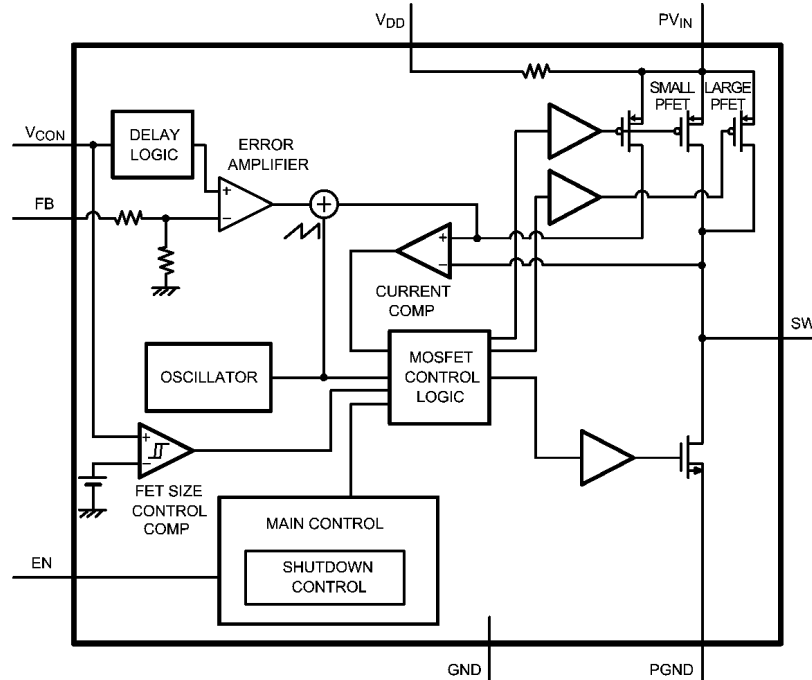 VDD
PVIN
SMALL PFET
LARGE PFET
VCON
DELAY
LOGIC
ERROR
AMPLIFIER
+
−
FB
+
+
−
CURRENT
COMP
SW
OSCILLATOR
MOSFET
CONTROL
LOGIC
+
−
FET SIZE
CONTROL
COMP
MAIN CONTROL
EN
SHUTDOWN
CONTROL
GND
PGND